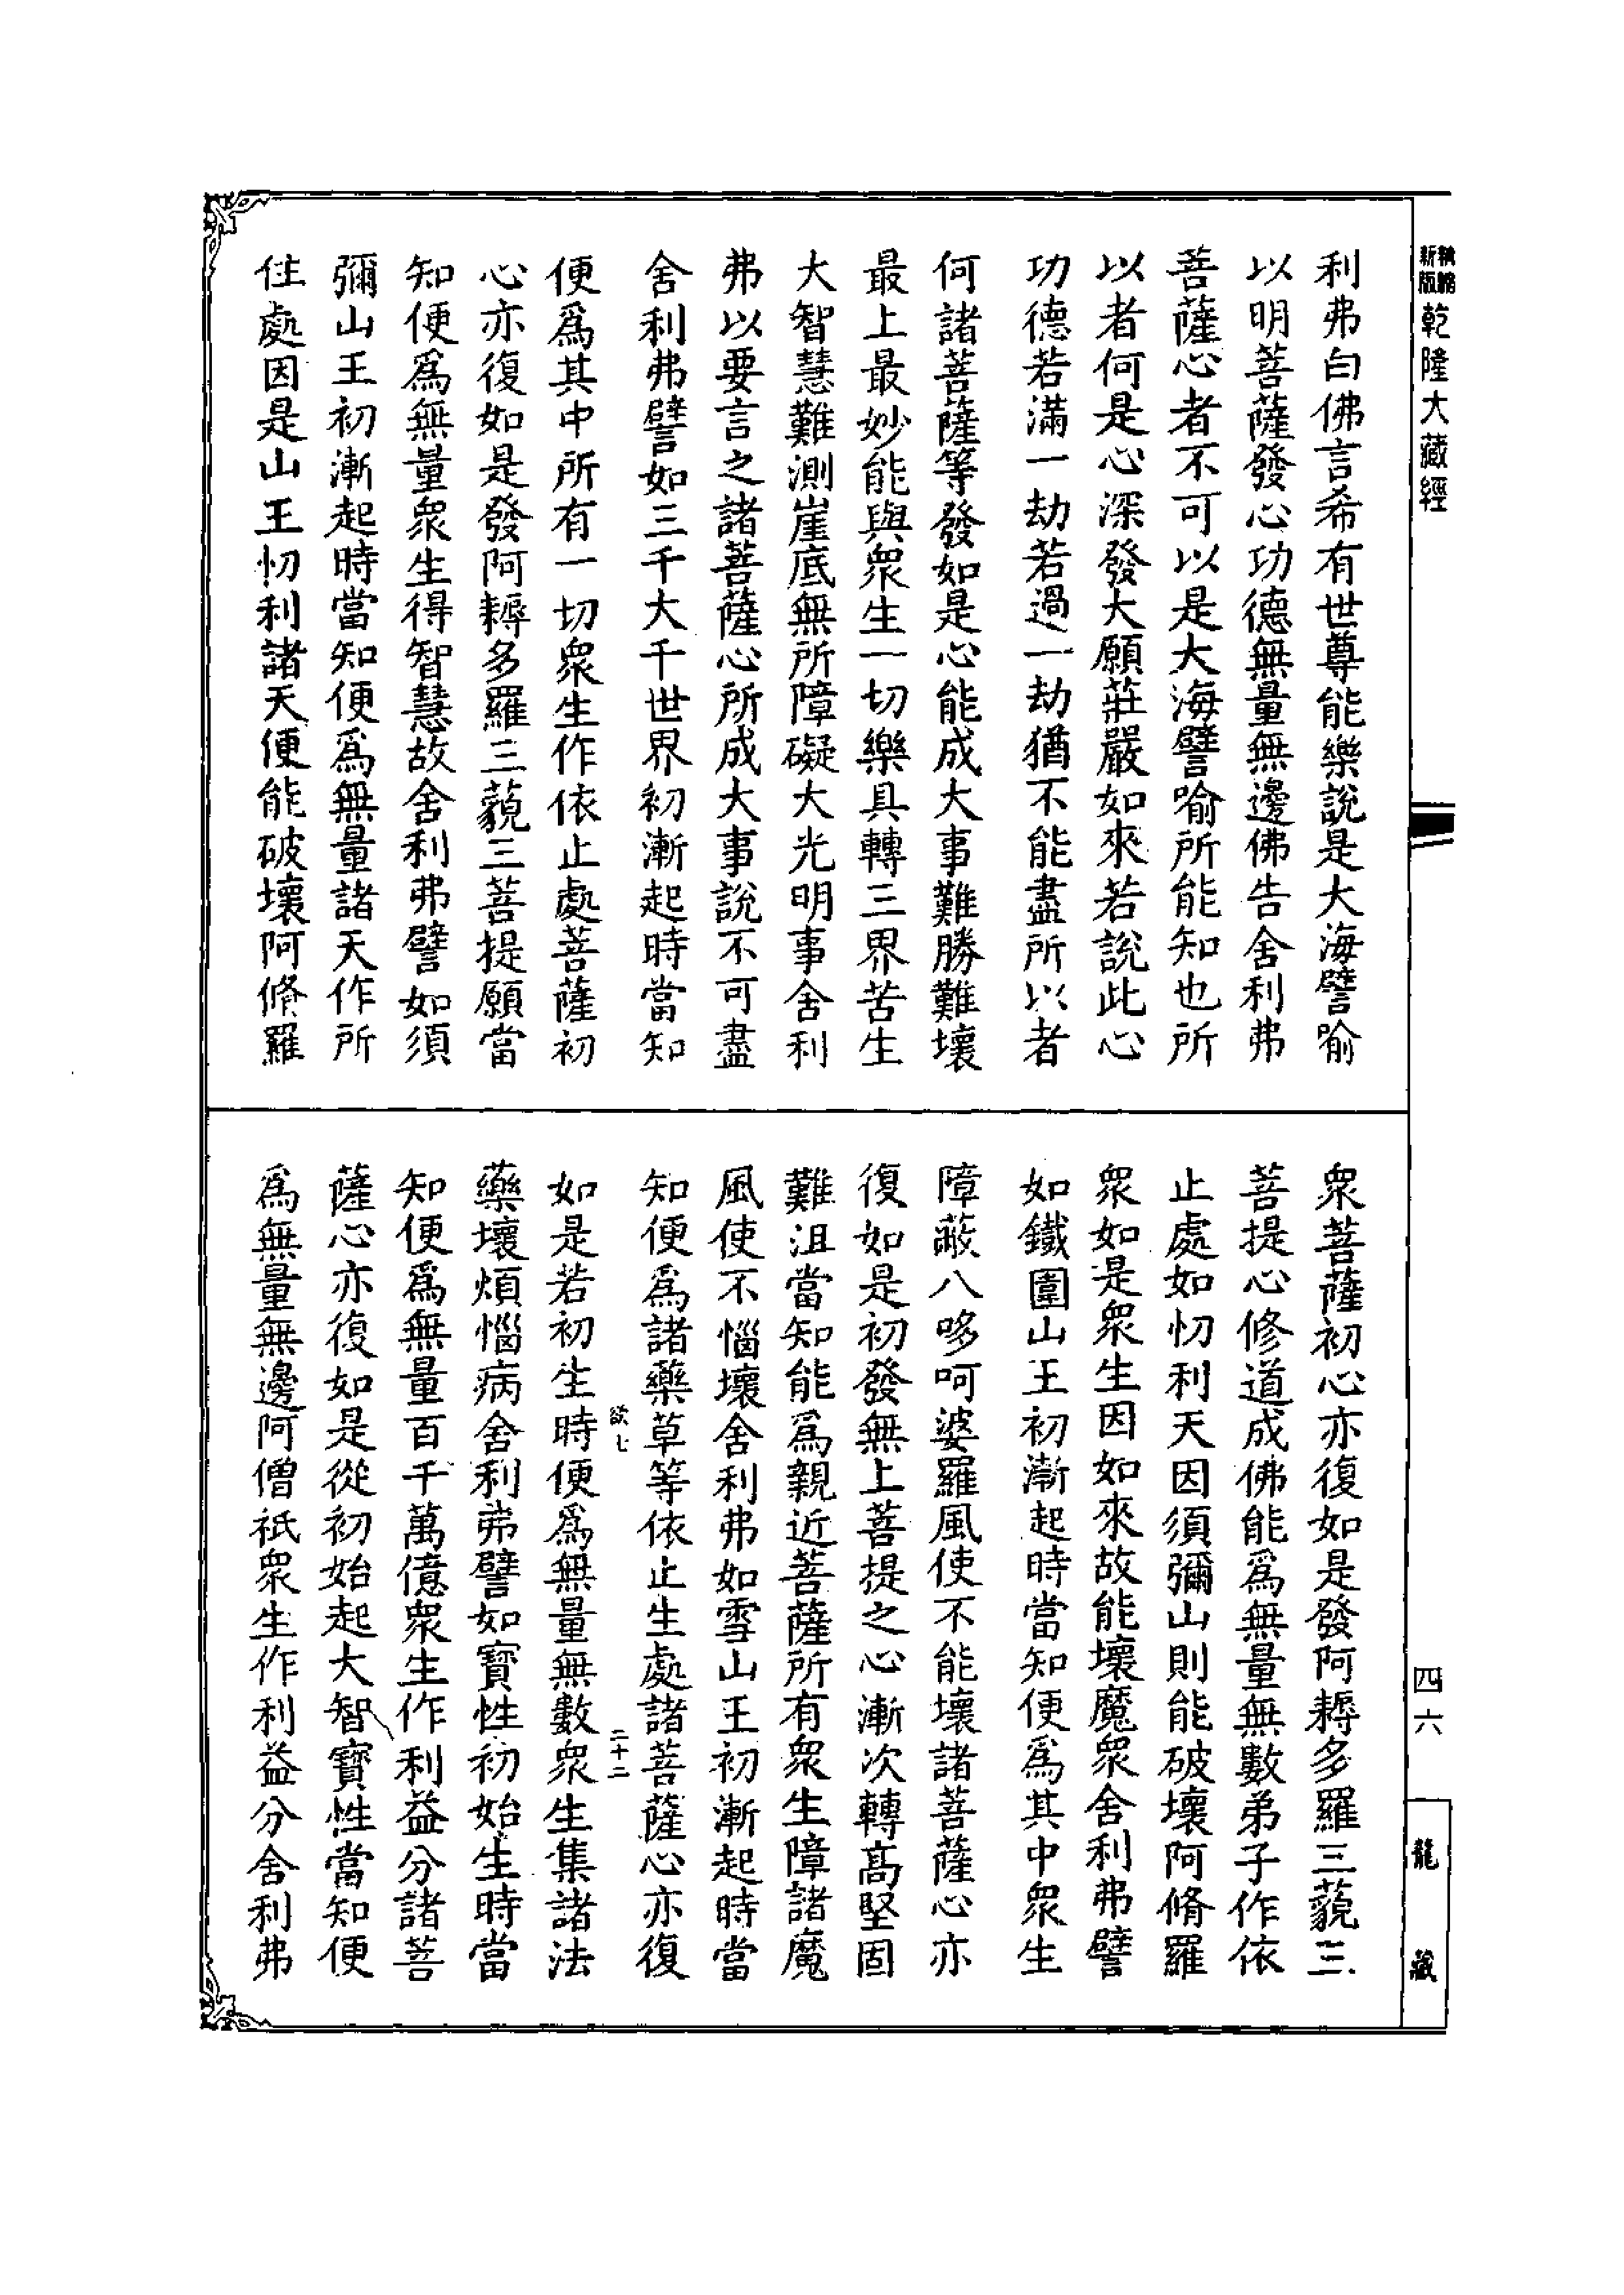 新版 乾隆大藏經
利弗白佛言希有世尊能樂說是大海譬喻
以明菩薩發心功德無量無邊佛告舍利弗
菩薩心者不可以是大海譬喻所能知也所
以者何是心深發大願莊嚴如來若說此心
功德若滿一劫若過一劫猶不能盡所以者
何諸菩薩等發如是心能成大事難勝難壞
最上最妙能與眾生一切樂具轉三界苦生
大智慧難測崖底無所障礙大光明事舍利
弗以要言之諸菩薩心所成大事說不可盡
舍利弗譬如三千大千世界初漸起時當知
便為其中所有一切眾生作依止處菩薩初
心亦復如是發阿耨多羅三藐三菩提願當
知便為無量眾生得智慧故舍利弗譬如須
彌山王初漸起時當知便為無量諸天作所
住處因是山王忉利諸天便能破壞阿脩羅
眾菩薩初心亦復如是發阿耨多羅三藐三
菩提心修道成佛能為無量無數弟子作依
止處如忉利天因須彌山則能破壞阿脩羅
眾如是眾生因如來故能壞魔眾舍利弗譬
如鐵圍山王初漸起時當知便為其中眾生
障蔽八哆呵婆羅風使不能壞諸菩薩心亦
復如是初發無上菩提之心漸次轉高堅固
難沮當知能為親近菩薩所有眾生障諸魔
風使不惱壞舍利弗如雪山王初漸起時當
知便為諸藥草等依止生處諸菩薩心亦復
欲七 二十二
如是若初生時便為無量無數眾生集諸法
藥壞煩惱病舍利弗譬如寶性初始生時當
知便為無量百千萬億眾生作利益分諸菩
薩心亦復如是從初始起大智寶性當知便
為無量無邊阿僧祇眾生作利益分舍利弗
四六
龍藏